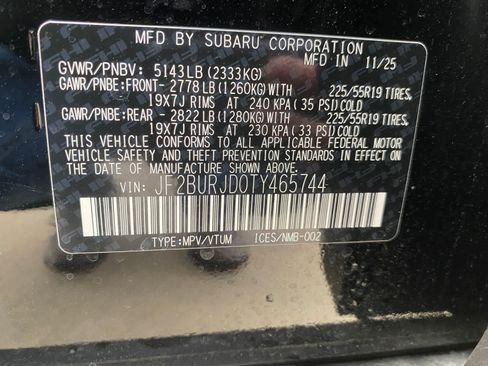 MFD BY SUBARU CORPORATION
MFD IN 11/25
GVWR/PNBV: 5143LB (2333KG)
GAWR/PNBE:FRONT- 2778LB (1260KG)WITH 225/55R19 TIRES,
19X7J RIMS AT 240 KPA (35 PSI)COLD
GAWR/PNBE:REAR - 2822LB (1280KG)WITH 225/55R19 TIRES,
19X7J RIMS AT 230 KPA (33 PSI)COLD
THIS VEHICLE CONFORMS TO ALL APPLICABLE FEDERAL MOTOR
VEHICLE SAFETY AND THEFT PREVENTION STANDARDS IN EFFECT ON
THE DATE OF MANUFACTURE SHOWN ABOVE.
VIN: JF2BURJD0TY465744
TYPE:MPV/VTUM ICES/NMB-002